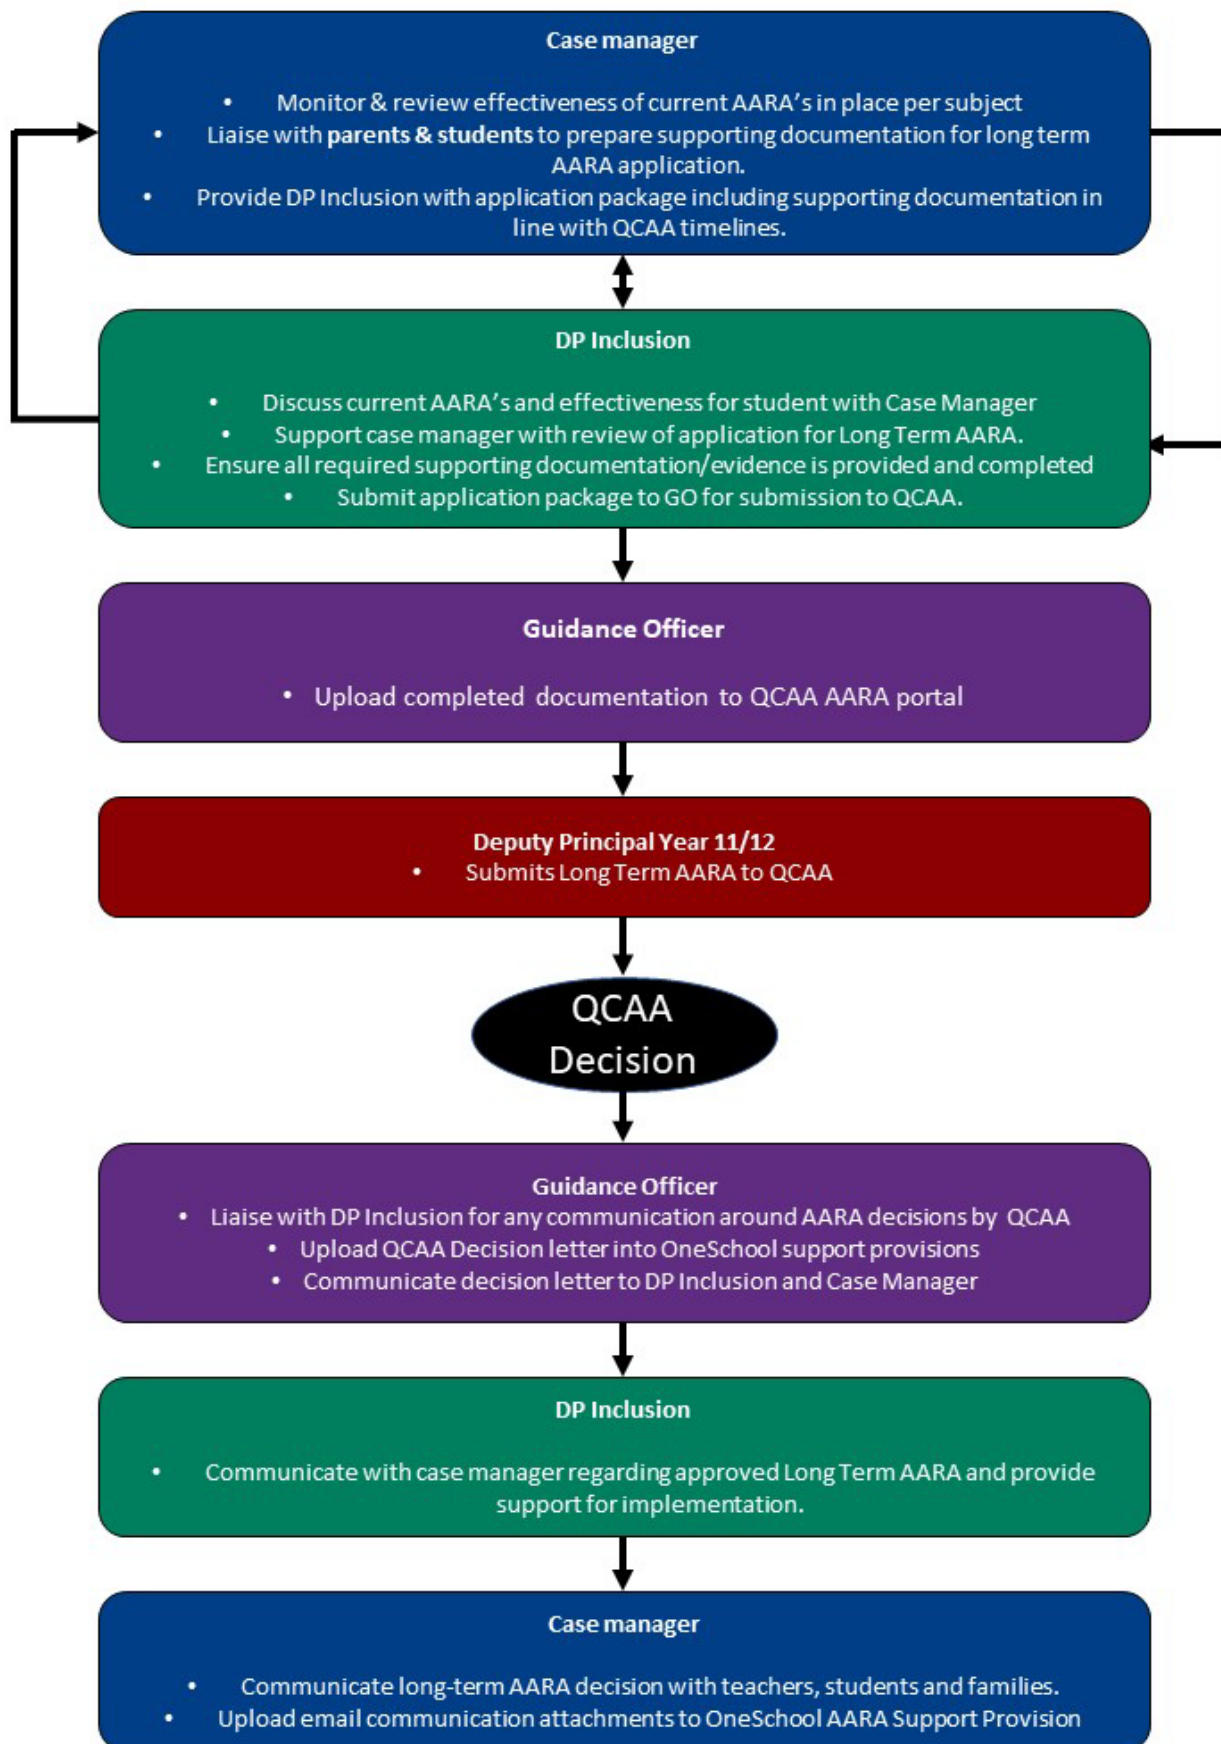 Case manager
• Monitor & review effectiveness of current AARA's in place per subject
• Liaise with parents & students to prepare supporting documentation for long term
AARA application.
• Provide DP Inclusion with application package including supporting documentation in
line with QCAA timelines.
DP Inclusion
• Discuss current AARA's and effectiveness for student with Case Manager
• Support case manager with review of application for Long Term AARA.
• Ensure all required supporting documentation/evidence is provided and completed
• Submit application package to GO for submission to QCAA.
Guidance Officer
• Upload completed documentation to QCAA AARA portal
Deputy Principal Year 11/12
• Submits Long Term AARA to QCAA
QCAA
Decision
Guidance Officer
• Liaise with DP Inclusion for any communication around AARA decisions by QCAA
• Upload QCAA Decision letter into OneSchool support provisions
• Communicate decision letter to DP Inclusion and Case Manager
DP Inclusion
• Communicate with case manager regarding approved Long Term AARA and provide
support for implementation.
Case manager
• Communicate long-term AARA decision with teachers, students and families.
• Upload email communication attachments to OneSchool AARA Support Provision